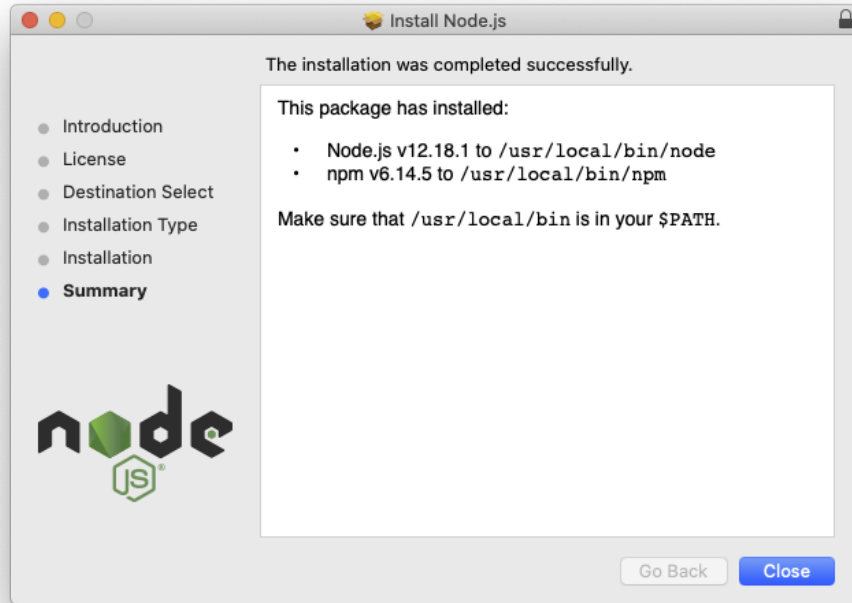 Install Node.js
The installation was completed successfully.
Introduction
License
Destination Select
Installation Type
Installation
Summary
This package has installed:
• Node.js v12.18.1 to /usr/local/bin/node
• npm v6.14.5 to /usr/local/bin/npm
Make sure that /usr/local/bin is in your $PATH.
node
JS®
Go Back
Close